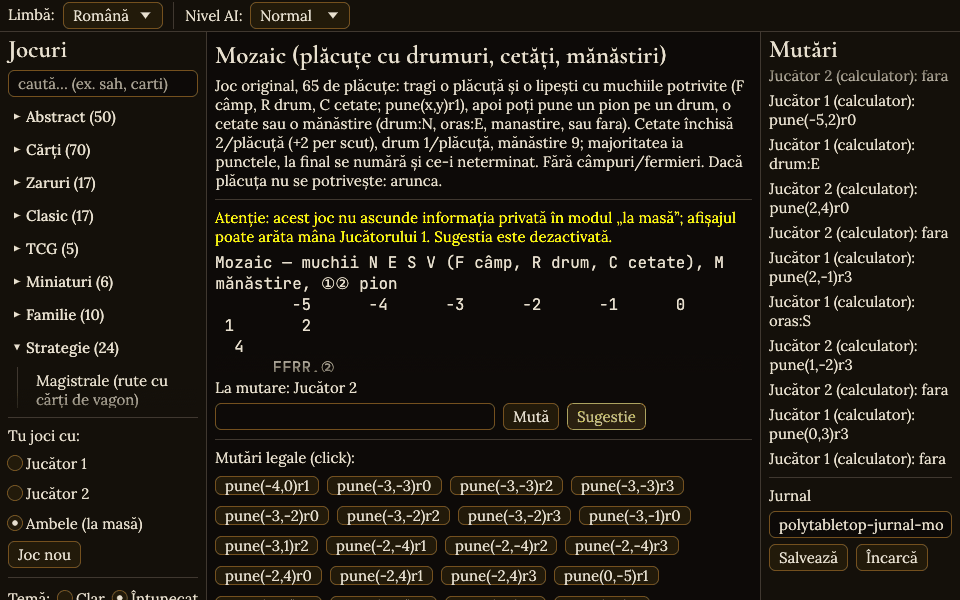 Limbă: Română ▼ Nivel AI: Normal ▼
Jocuri
caută... (ex. sah, carti)
▸ Abstract (50)
▸ Cărți (70)
▸ Zaruri (17)
▸ Clasic (17)
▸ TCG (5)
▸ Miniaturi (6)
▸ Familie (10)
▾ Strategie (24)
Magistrale (rute cu
cărți de vagon)
Tu joci cu:
Jucător 1
Jucător 2
Ambele (la masă)
Joc nou
Temă: Clar Întunecat
Mozaic (plăcuțe cu drumuri, cetăți, mănăstiri)
Joc original, 65 de plăcuțe: tragi o plăcuță și o lipești cu muchiile potrivite (F
câmp, R drum, C cetate; pune(x,y)r1), apoi poți pune un pion pe un drum, o
cetate sau o mănăstire (drum:N, oras:E, manastire, sau fara). Cetate închisă
2/plăcuță (+2 per scut), drum 1/plăcuță, mănăstire 9; majoritatea ia
punctele, la final se numără și ce-i neterminat. Fără câmpuri/fermieri. Dacă
plăcuța nu se potrivește: arunca.
Atenție: acest joc nu ascunde informația privată în modul „la masă”; afișajul
poate arăta mâna Jucătorului 1. Sugestia este dezactivată.
Mozaic — muchii N E S V (F câmp, R drum, C cetate), M
mănăstire, ①② pion
-5 -4 -3 -2 -1 0
1 2
4
FFRR.②
La mutare: Jucător 2
Mută Sugestie
Mutări legale (click):
pune(-4,0)r1 pune(-3,-3)r0 pune(-3,-3)r2 pune(-3,-3)r3
pune(-3,-2)r0 pune(-3,-2)r2 pune(-3,-2)r3 pune(-3,-1)r0
pune(-3,1)r2 pune(-2,-4)r1 pune(-2,-4)r2 pune(-2,-4)r3
pune(-2,4)r0 pune(-2,4)r1 pune(-2,4)r3 pune(0,-5)r1
Mutări
Jucător 2 (calculator): fara
Jucător 1 (calculator):
pune(-5,2)r0
Jucător 1 (calculator):
drum:E
Jucător 2 (calculator):
pune(2,4)r0
Jucător 2 (calculator): fara
Jucător 1 (calculator):
pune(2,-1)r3
Jucător 1 (calculator):
oras:S
Jucător 2 (calculator):
pune(1,-2)r3
Jucător 2 (calculator): fara
Jucător 1 (calculator):
pune(0,3)r3
Jucător 1 (calculator): fara
Jurnal
polytabletop-jurnal-mo
Salvează Încarcă